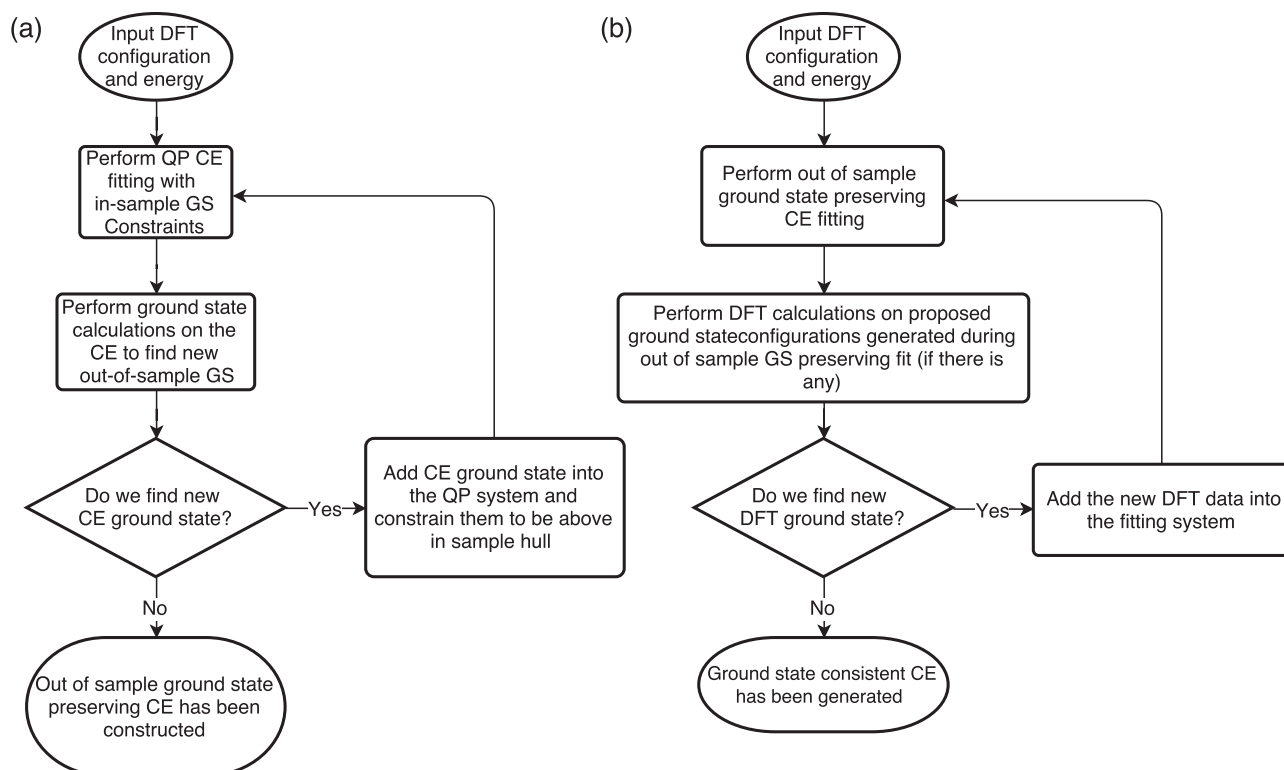 (a)
Input DFT
configuration
and energy
Perform QP CE
fitting with
in-sample GS
Constraints
Perform ground state
calculations on the
CE to find new
out-of-sample GS
Do we find new
CE ground state?
Yes
Add CE ground state into
the QP system and
constrain them to be above
in sample hull
No
Out of sample ground state
preserving CE has been
constructed
(b)
Input DFT
configuration
and energy
Perform out of sample
ground state preserving
CE fitting
Perform DFT calculations on proposed
ground stateconfigurations generated during
out of sample GS preserving fit (if there is
any)
Do we find new
DFT ground state?
Yes
Add the new DFT data into
the fitting system
No
Ground state consistent CE
has been generated